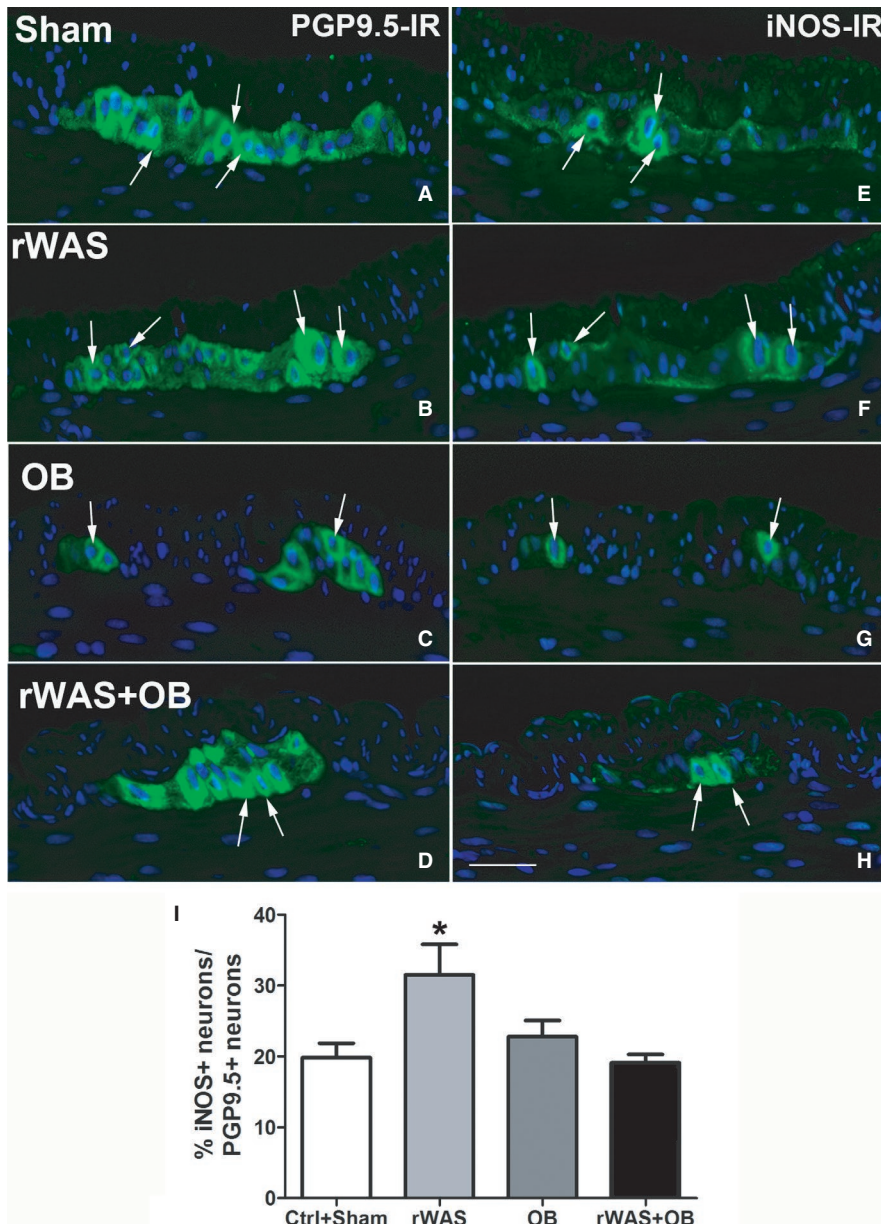 Sham PGP9.5-IR
iNOS-IR
A
E
rWAS
B
F
OB
C
G
rWAS+OB
D
H
I
% iNOS+ neurons/
PGP9.5+ neurons
40
30
20
10
0
*
Ctrl+Sham rWAS OB rWAS+OB